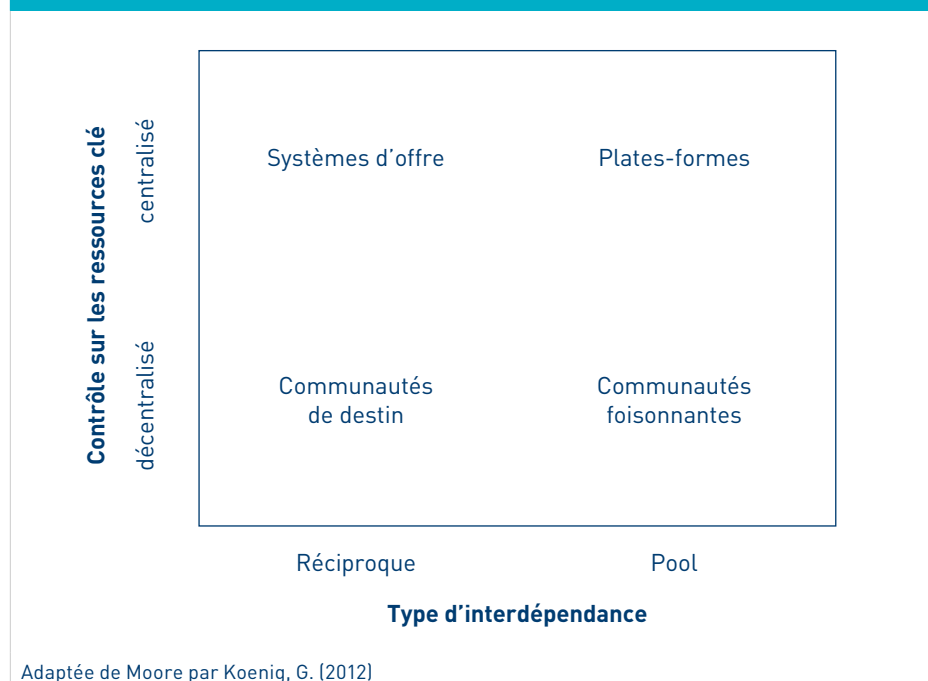 Contrôle sur les ressources clé
centralisé
décentralisé
Systèmes d’offre
Plates-formes
Communautés
de destin
Communautés
foisonnantes
Réciproque
Pool
Type d’interdépendance
Adaptée de Moore par Koenig, G. (2012)